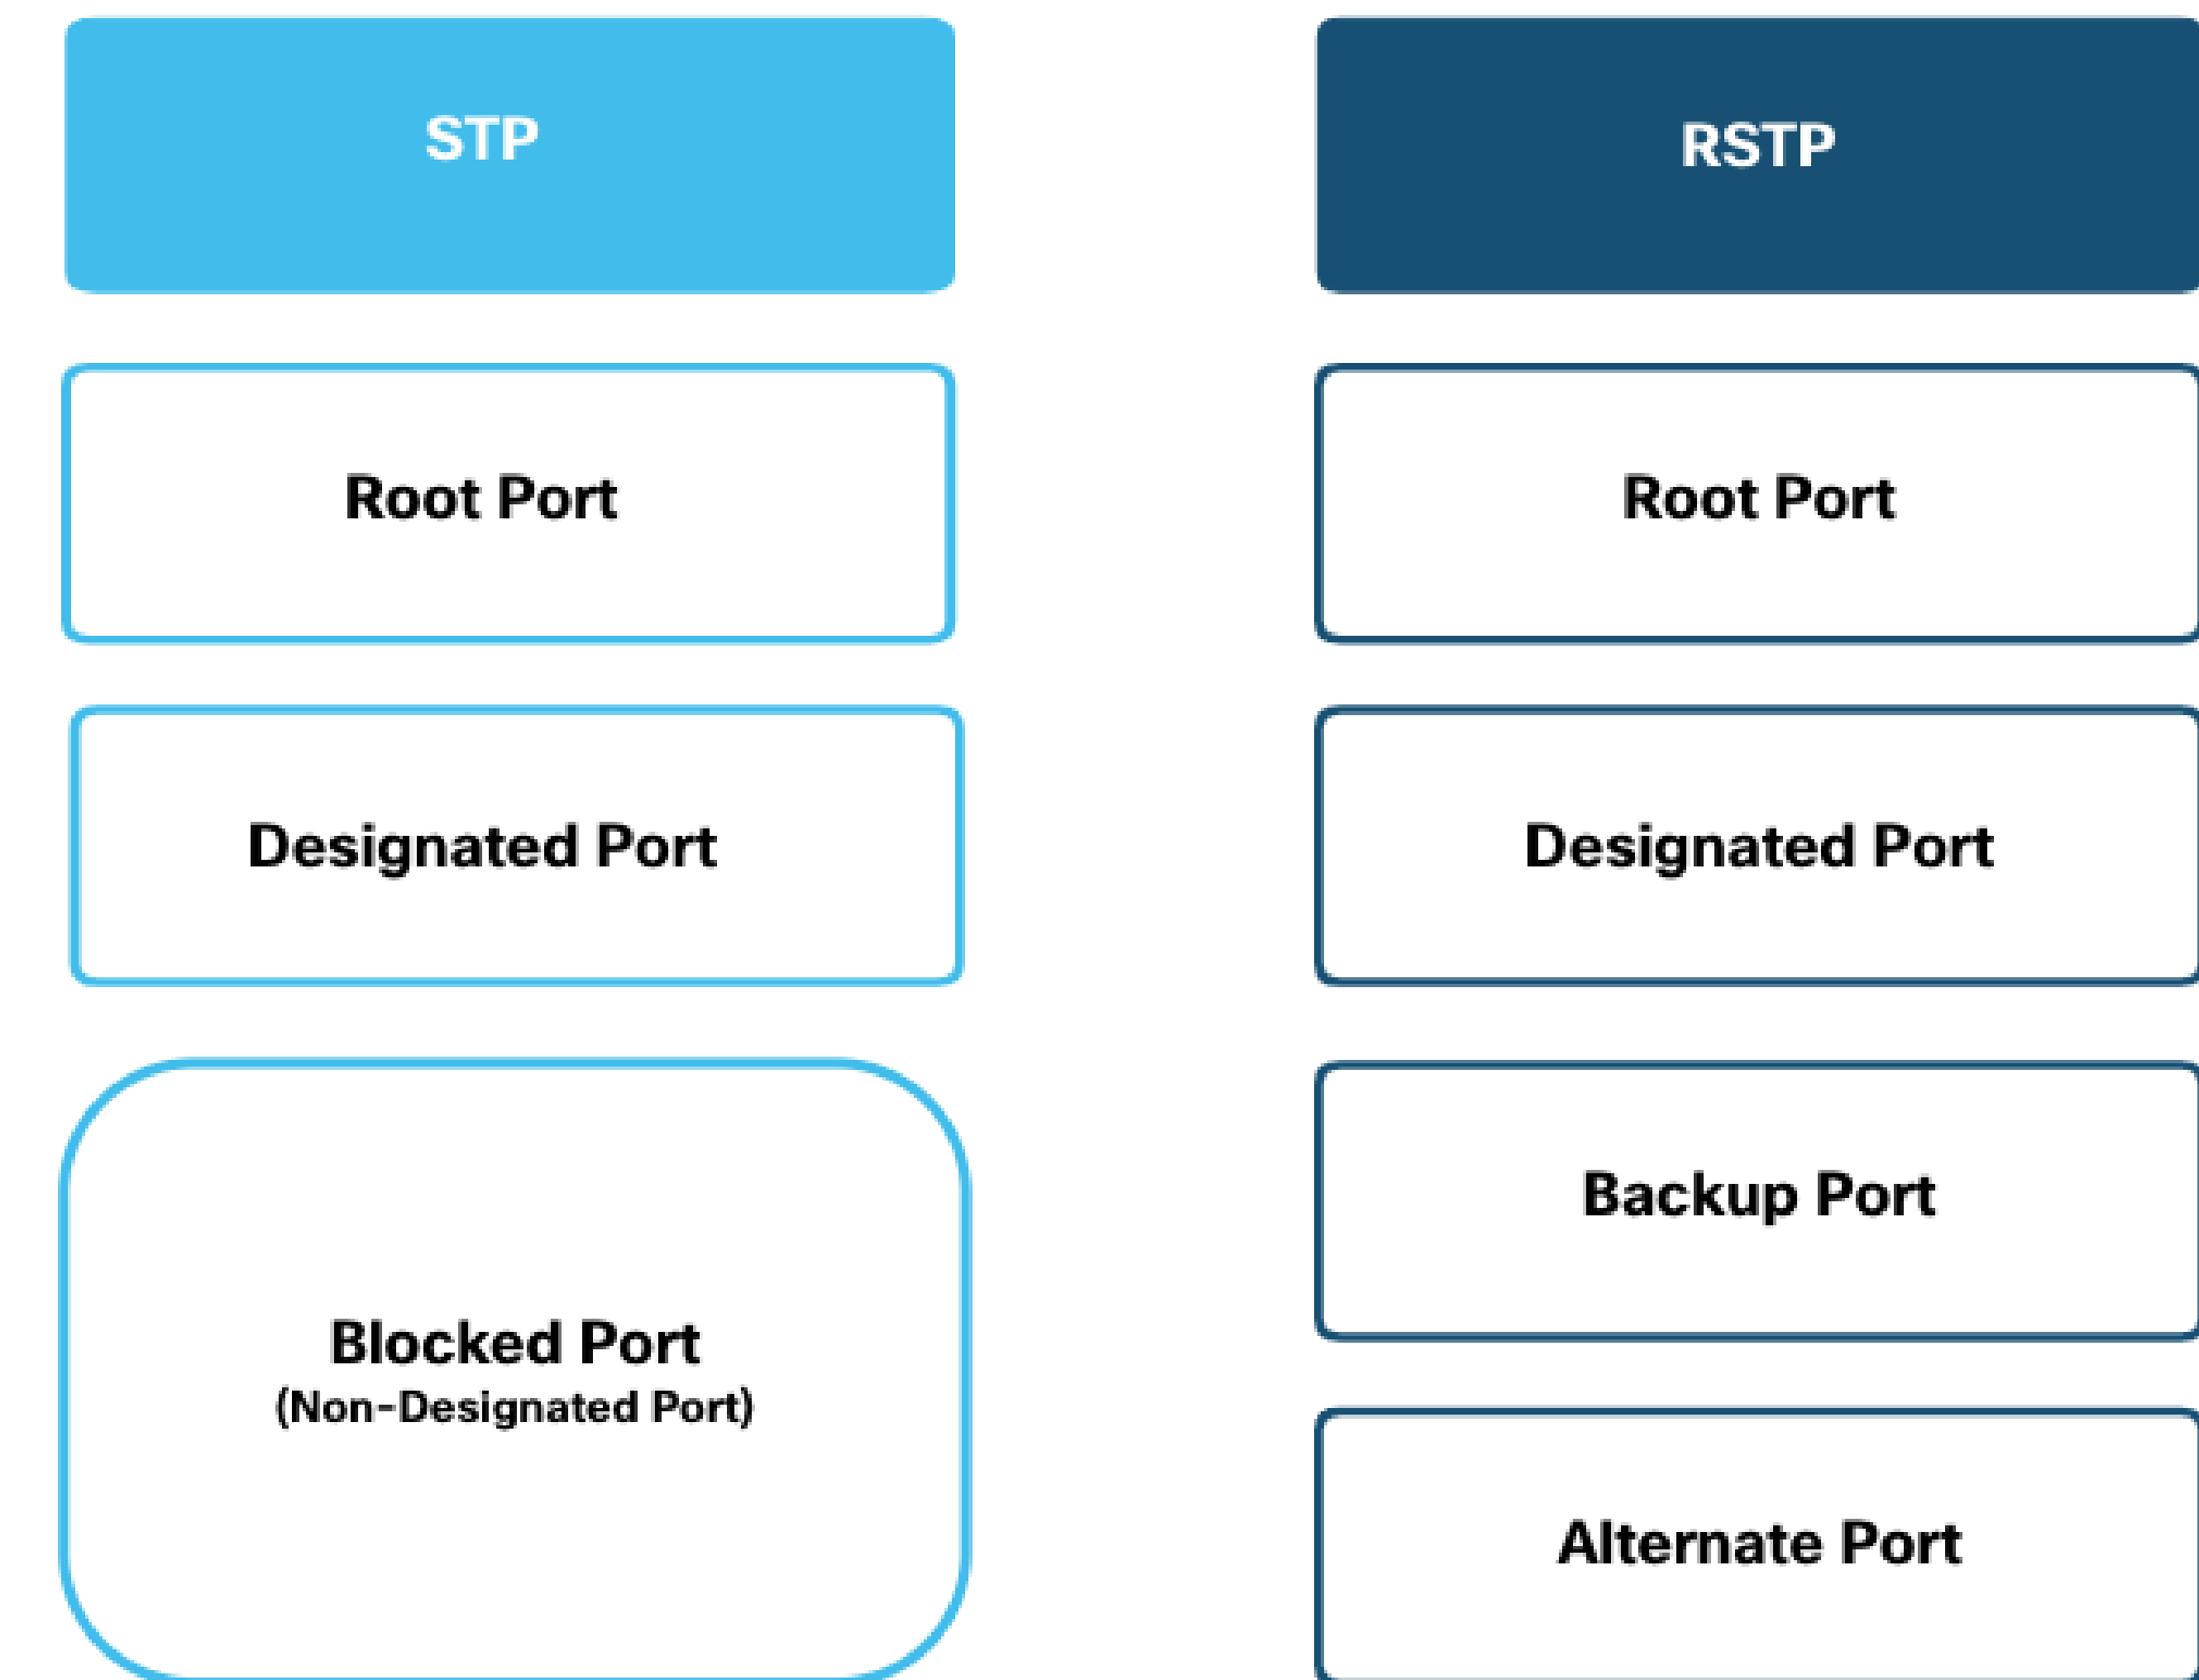 STP
Root Port
Designated Port
Blocked Port
(Non-Designated Port)
RSTP
Root Port
Designated Port
Backup Port
Alternate Port